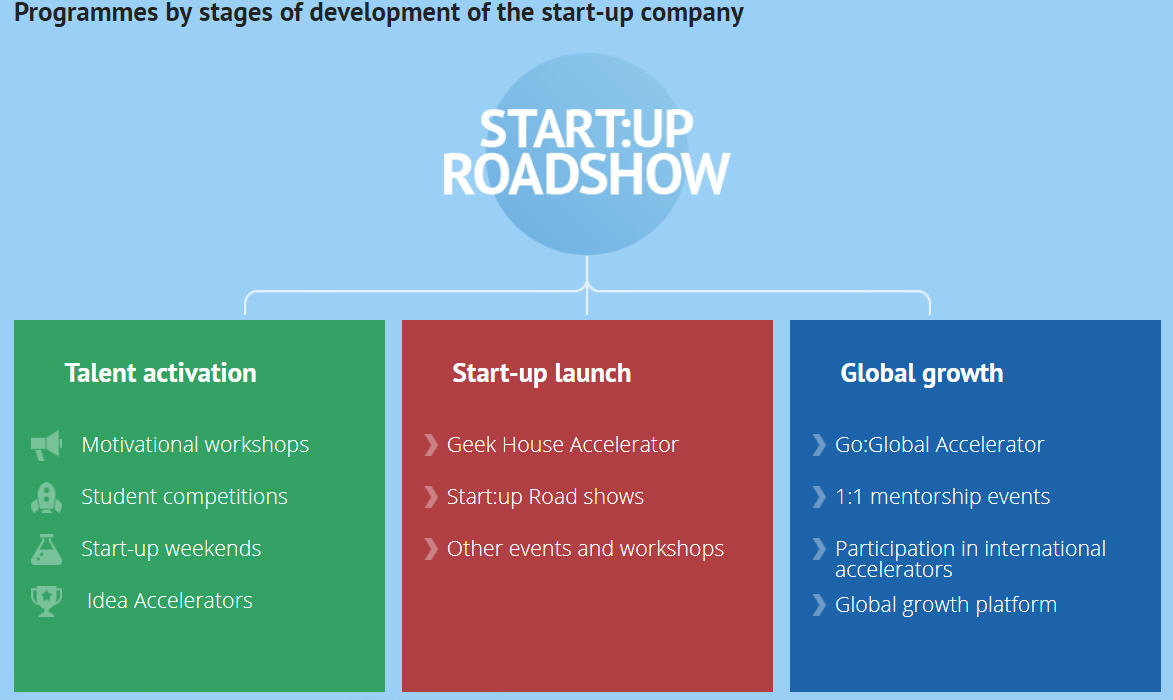 Programmes by stages of development of the start-up company
START:UP
ROADSHOW
Talent activation
Motivational workshops
Student competitions
Start-up weekends
Idea Accelerators
Start-up launch
Geek House Accelerator
Start:up Road shows
Other events and workshops
Global growth
Go:Global Accelerator
1:1 mentorship events
Participation in international
accelerators
Global growth platform